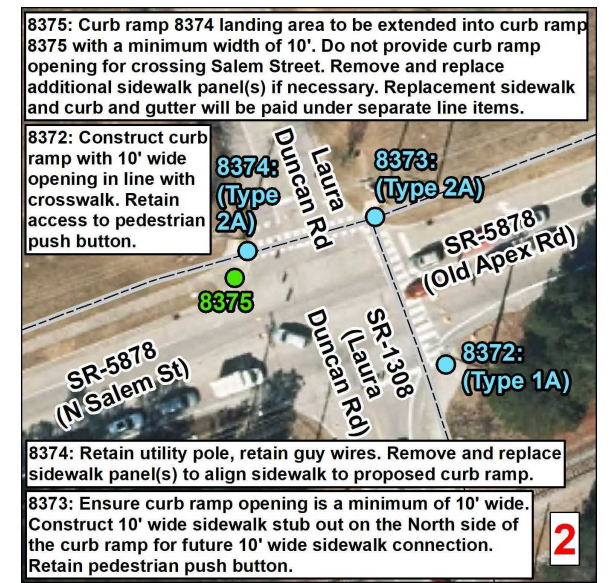 8375: Curb ramp 8374 landing area to be extended into curb ramp
8375 with a minimum width of 10'. Do not provide curb ramp
opening for crossing Salem Street. Remove and replace
additional sidewalk panel(s) if necessary. Replacement sidewalk
and curb and gutter will be paid under separate line items.
8372: Construct curb
ramp with 10' wide
opening in line with
crosswalk. Retain
access to pedestrian
push button.
8374:
(Type
2A)
Laura
Duncan Rd
8373:
(Type 2A)
SR-5878
(Old Apex Rd)
8375
SR-5878
(N Salem St)
SR-1308
(Laura
Duncan Rd)
8372:
(Type 1A)
8374: Retain utility pole, retain guy wires. Remove and replace
sidewalk panel(s) to align sidewalk to proposed curb ramp.
8373: Ensure curb ramp opening is a minimum of 10' wide.
Construct 10' wide sidewalk stub out on the North side of
the curb ramp for future 10' wide sidewalk connection.
Retain pedestrian push button.
2